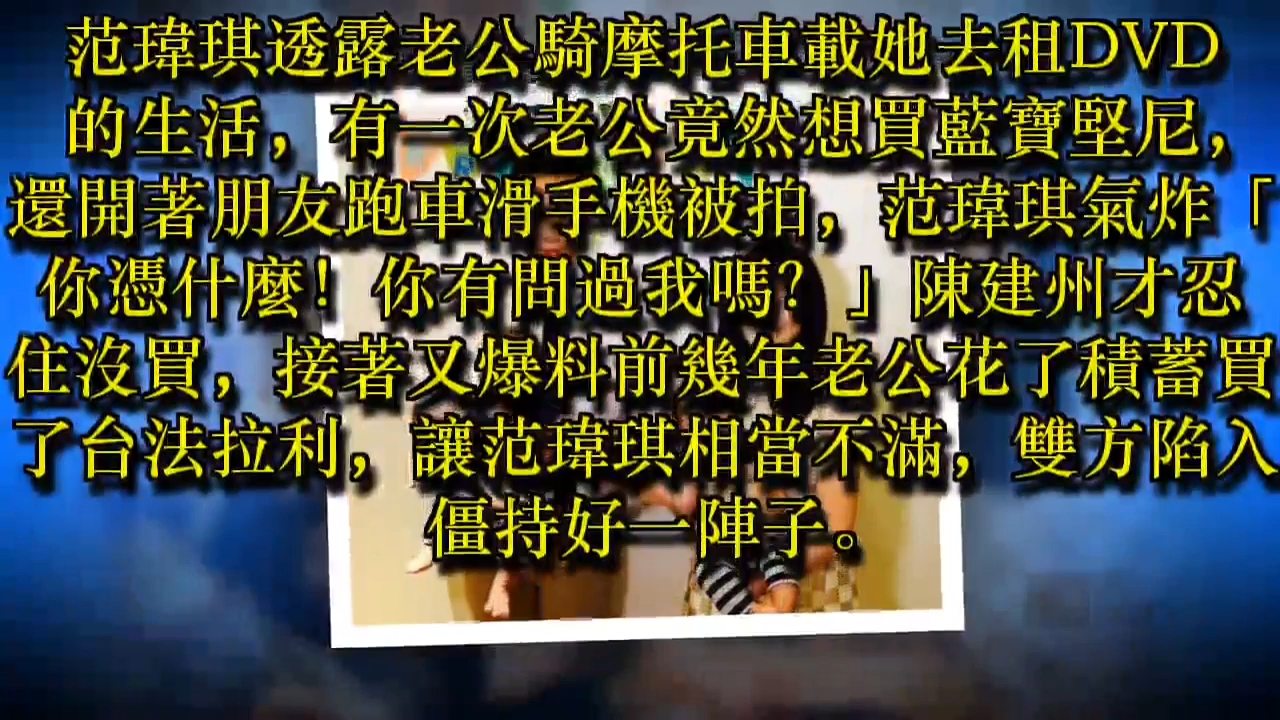 范瑋琪透露老公騎摩托車載她去租DVD
的生活，有一次老公竟然想買藍寶堅尼，
還開著朋友跑車滑手機被拍，范瑋琪氣炸「
你憑什麼！你有問過我嗎？」陳建州才忍
住沒買，接著又爆料前幾年老公花了積蓄買
了台法拉利，讓范瑋琪相當不滿，雙方陷入
僵持好一陣子。